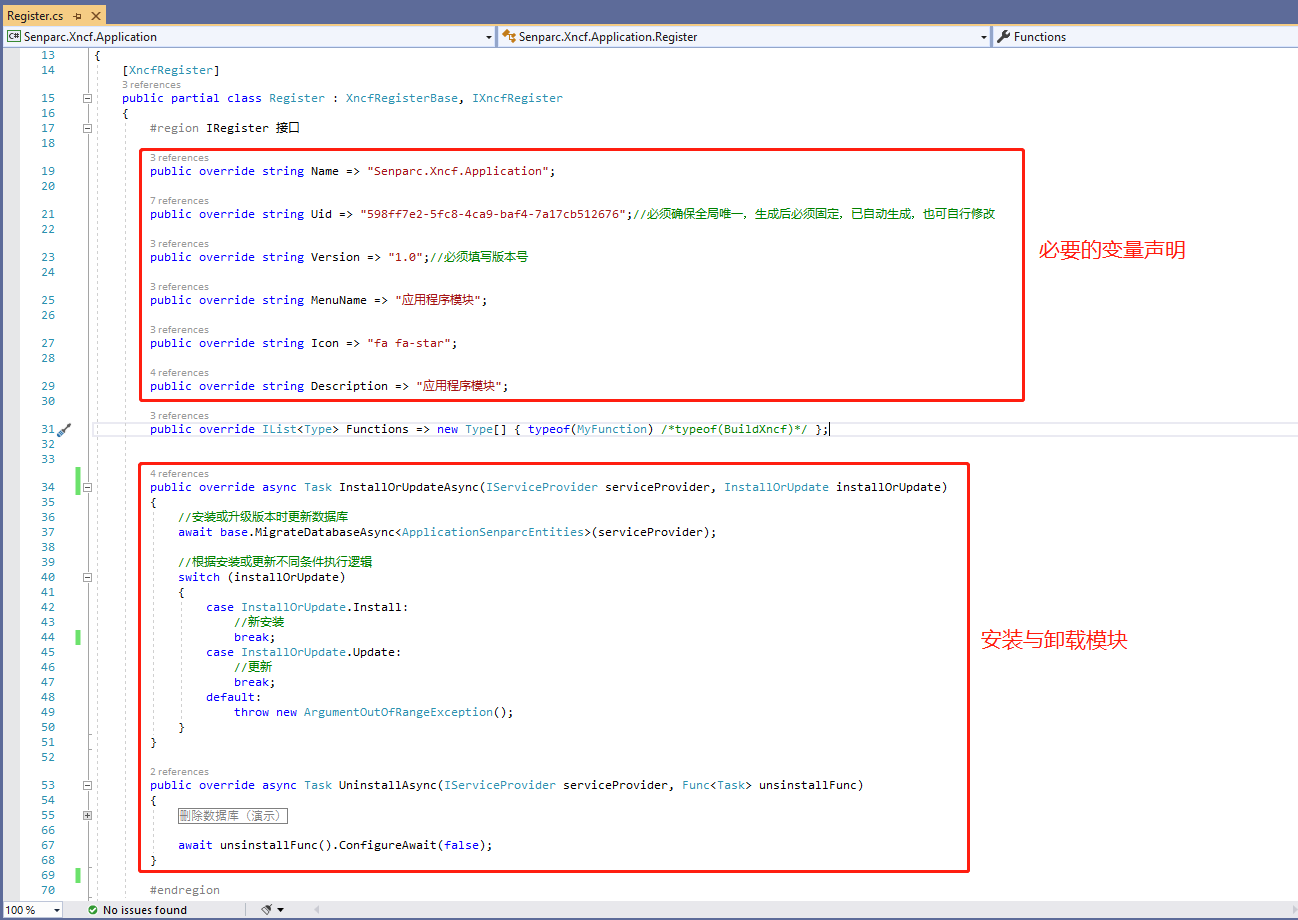 Register.cs
Senparc.Xncf.Application
Senparc.Xncf.Application.Register
Functions
13 {
14 [XncfRegister]
3 references
15 public partial class Register : XncfRegisterBase, IXncfRegister
16 {
17 #region IRegister 接口
18
3 references
19 public override string Name => "Senparc.Xncf.Application";
20
7 references
21 public override string Uid => "598ff7e2-5fc8-4ca9-baf4-7a17cb512676";//必须确保全局唯一，生成后必须固定，已自动生成，也可自行修改
22
3 references
23 public override string Version => "1.0";//必须填写版本号
24
3 references
25 public override string MenuName => "应用程序模块";
26
3 references
27 public override string Icon => "fa fa-star";
28
4 references
29 public override string Description => "应用程序模块";
30
必要的变量声明
3 references
31 public override IList<Type> Functions => new Type[] { typeof(MyFunction) /*typeof(BuildXncf)*/ };
32
33
4 references
34 public override async Task InstallOrUpdateAsync(IServiceProvider serviceProvider, InstallOrUpdate installOrUpdate)
35 {
36 //安装或升级版本时更新数据库
37 await base.MigrateDatabaseAsync<ApplicationSenparcEntities>(serviceProvider);
38
39 //根据安装或更新不同条件执行逻辑
40 switch (installOrUpdate)
41 {
42 case InstallOrUpdate.Install:
43 //新安装
44 break;
45 case InstallOrUpdate.Update:
46 //更新
47 break;
48 default:
49 throw new ArgumentOutOfRangeException();
50 }
51 }
52
安装与卸载模块
2 references
53 public override async Task UninstallAsync(IServiceProvider serviceProvider, Func<Task> unsinstallFunc)
54 {
55 删除数据库（演示）
66
67 await unsinstallFunc().ConfigureAwait(false);
68 }
69
70 #endregion
100 %
No issues found